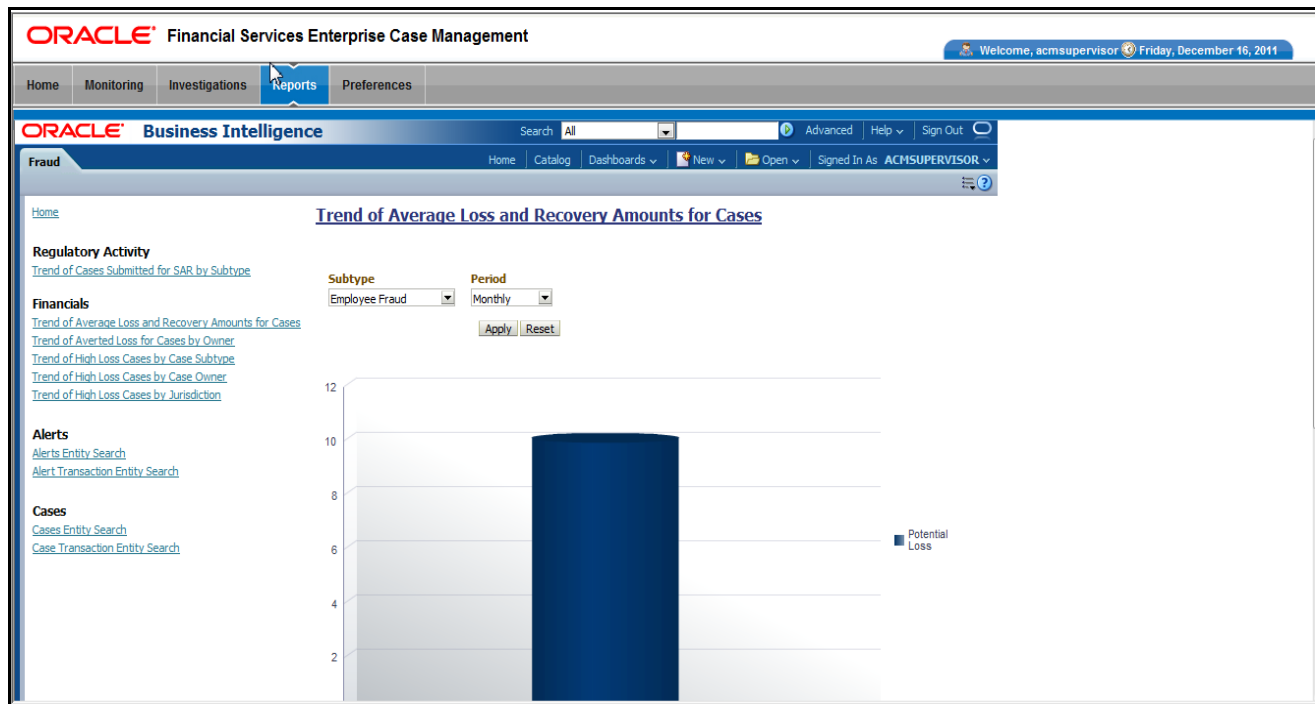 ORACLE® Financial Services Enterprise Case Management
Welcome, acmsupervisor Friday, December 16, 2011
Home Monitoring Investigations Reports Preferences
ORACLE® Business Intelligence
Search All Advanced Help Sign Out
Fraud
Home Catalog Dashboards New Open Signed In As ACMSUPERVISOR
Home
Regulatory Activity
Trend of Cases Submitted for SAR by Subtype
Financials
Trend of Average Loss and Recovery Amounts for Cases
Trend of Averted Loss for Cases by Owner
Trend of High Loss Cases by Case Subtype
Trend of High Loss Cases by Case Owner
Trend of High Loss Cases by Jurisdiction
Alerts
Alerts Entity Search
Alert Transaction Entity Search
Cases
Cases Entity Search
Case Transaction Entity Search
Trend of Average Loss and Recovery Amounts for Cases
Subtype Period
Employee Fraud Monthly
Apply Reset
12
10
8
6
4
2
Potential
Loss